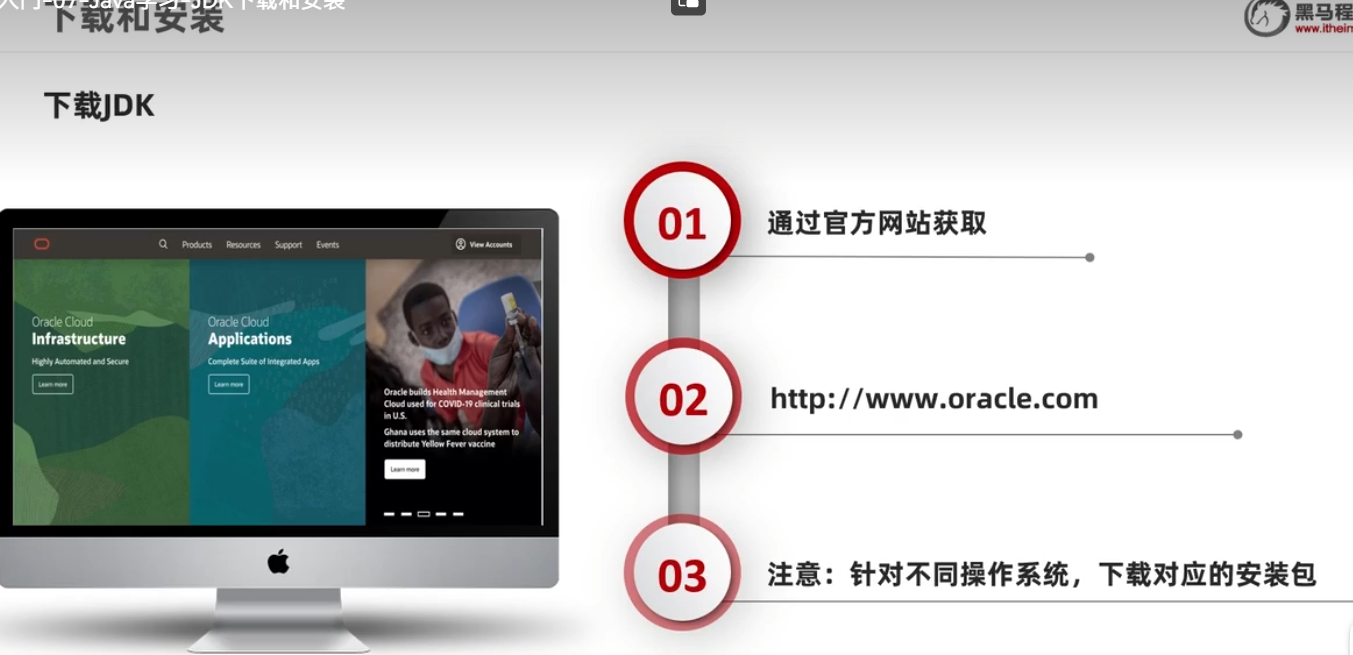 入门-07-Java学习-JDK下载和安装
下载和安装
黑马程
www.itheim
下载JDK
Products Resources Support Events
View Accounts
Oracle Cloud
Infrastructure
Highly Automated and Secure
Learn more
Oracle Cloud
Applications
Complete Suite of Integrated Apps
Learn more
Oracle builds Health Management
Cloud used for COVID-19 clinical trials
in U.S.
Ghana uses the same cloud system to
distribute Yellow Fever vaccine
Learn more
01
通过官方网站获取
02
http://www.oracle.com
03
注意：针对不同操作系统，下载对应的安装包